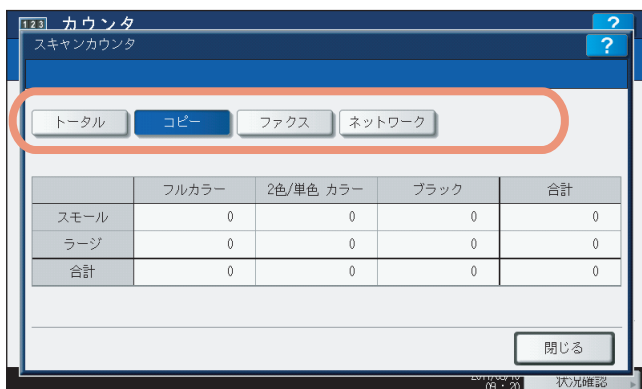 123 カウンタ ?
スキャンカウンタ ?
トータル コピー ファクス ネットワーク
フルカラー 2色/単色 カラー ブラック 合計
スモール 0 0 0 0
ラージ 0 0 0 0
合計 0 0 0 0
閉じる
09 : 20 状況確認